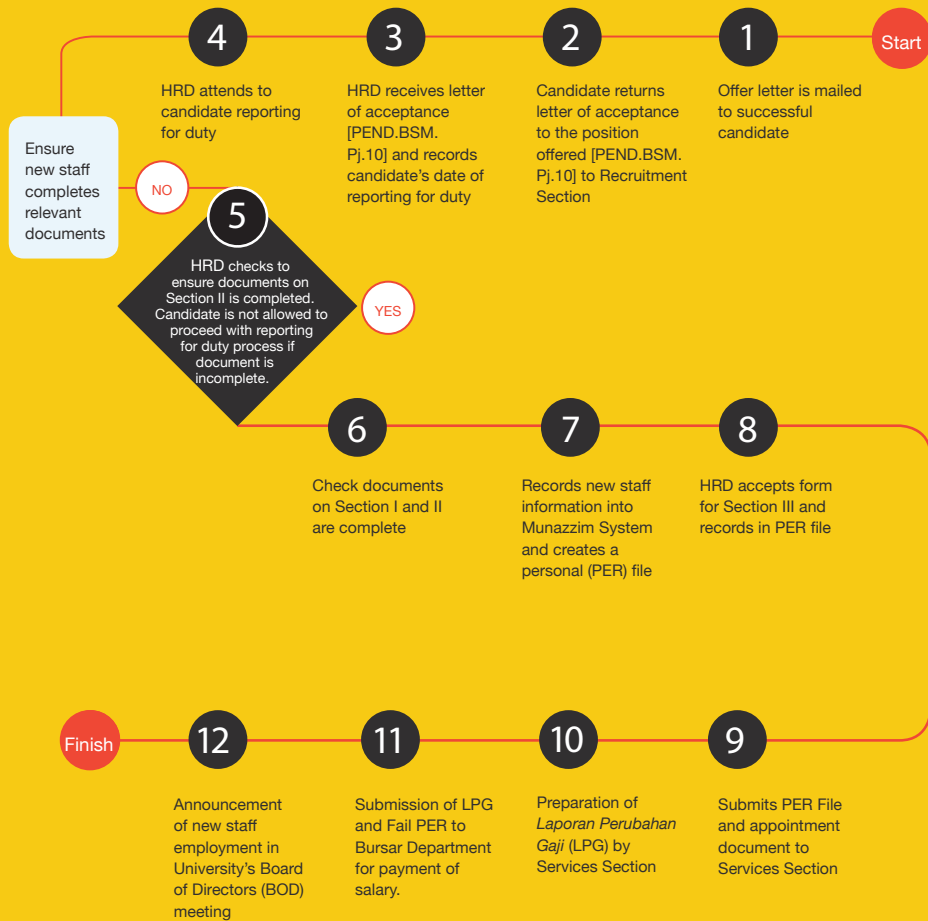 Start
1
Offer letter is mailed
to successful
candidate
2
Candidate returns
letter of acceptance
to the position
offered [PEND.BSM.
Pj.10] to Recruitment
Section
3
HRD receives letter
of acceptance
[PEND.BSM.
Pj.10] and records
candidate’s date of
reporting for duty
4
HRD attends to
candidate reporting
for duty
Ensure
new staff
completes
relevant
documents
NO
5
HRD checks to
ensure documents on
Section II is completed.
Candidate is not allowed to
proceed with reporting
for duty process if
document is
incomplete.
YES
6
Check documents
on Section I and II
are complete
7
Records new staff
information into
Munazzim System
and creates a
personal (PER) file
8
HRD accepts form
for Section III and
records in PER file
9
Submits PER File
and appointment
document to
Services Section
10
Preparation of
Laporan Perubahan
Gaji (LPG) by
Services Section
11
Submission of LPG
and Fail PER to
Bursar Department
for payment of
salary.
12
Announcement
of new staff
employment in
University’s Board
of Directors (BOD)
meeting
Finish